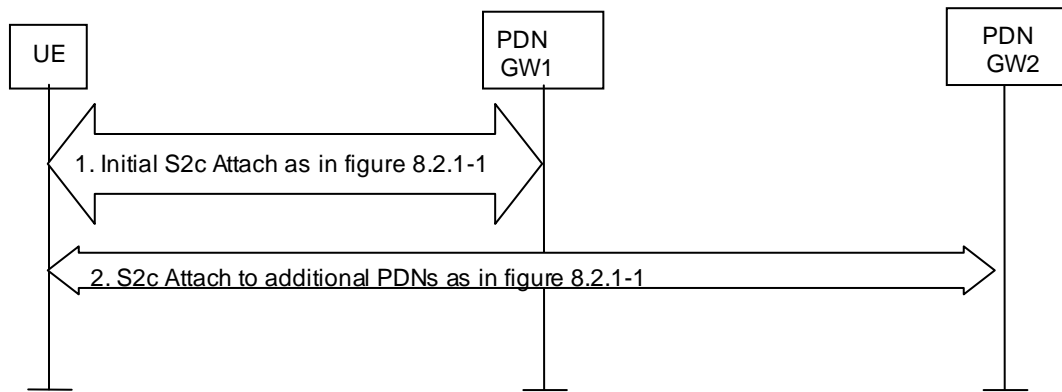 UE
PDN
GW1
PDN
GW2
1. Initial S2c Attach as in figure 8.2.1-1
2. S2c Attach to additional PDNs as in figure 8.2.1-1